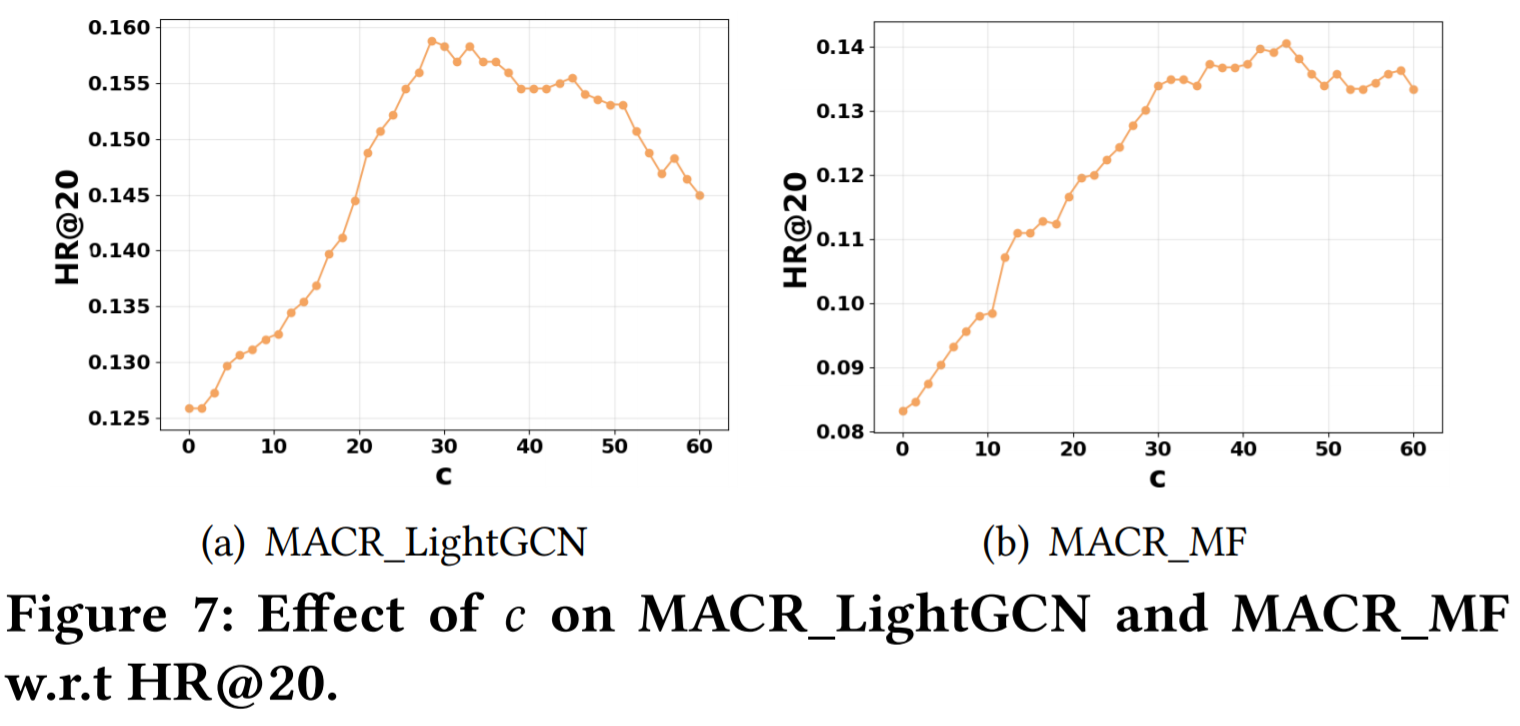 0.160
0.155
0.150
0.145
0.140
0.135
0.130
0.125
HR@20
0 10 20 30 40 50 60
c
(a) MACR_LightGCN
0.14
0.13
0.12
0.11
0.10
0.09
0.08
HR@20
0 10 20 30 40 50 60
c
(b) MACR_MF
Figure 7: Effect of c on MACR_LightGCN and MACR_MF
w.r.t HR@20.